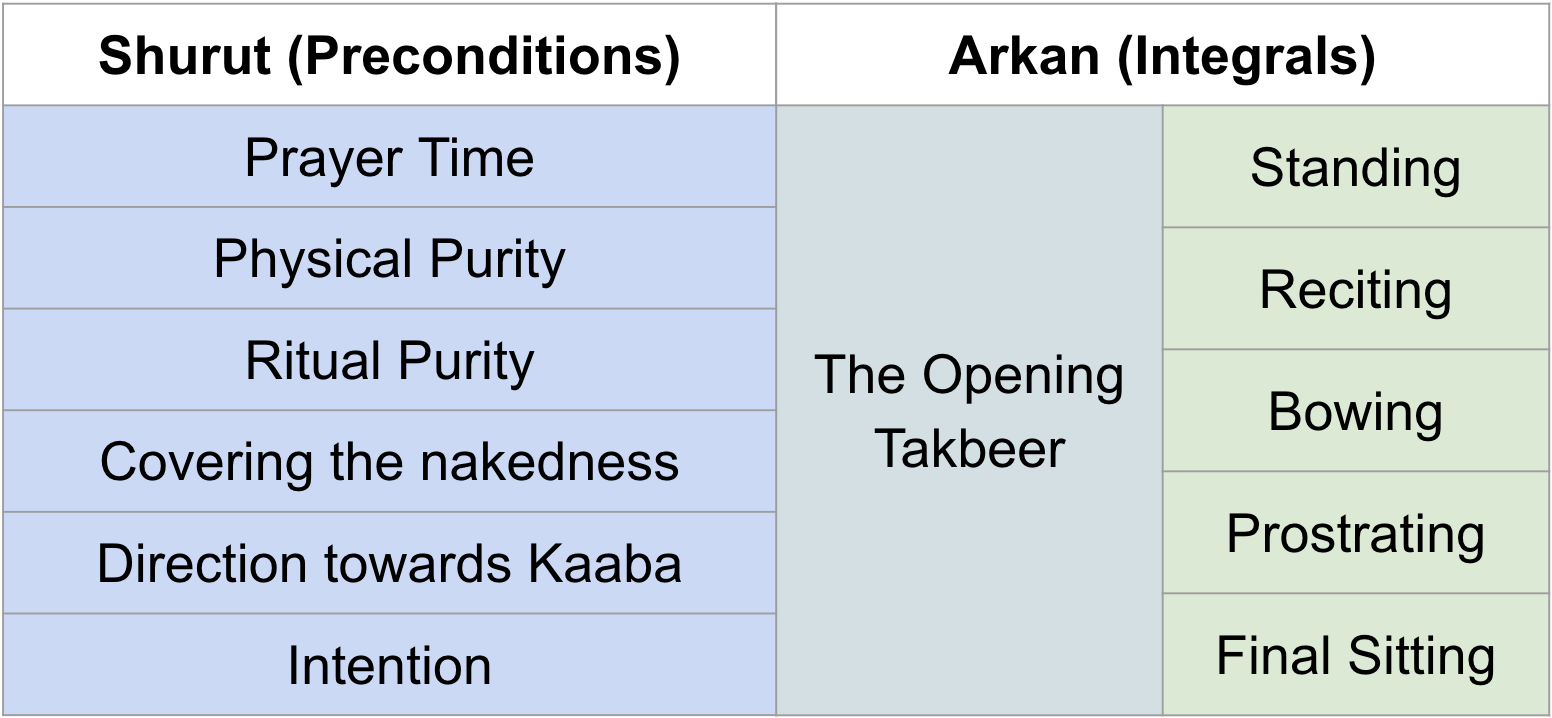 Shurut (Preconditions)
Arkan (Integrals)
Prayer Time
Physical Purity
Ritual Purity
Covering the nakedness
Direction towards Kaaba
Intention
The Opening
Takbeer
Standing
Reciting
Bowing
Prostrating
Final Sitting